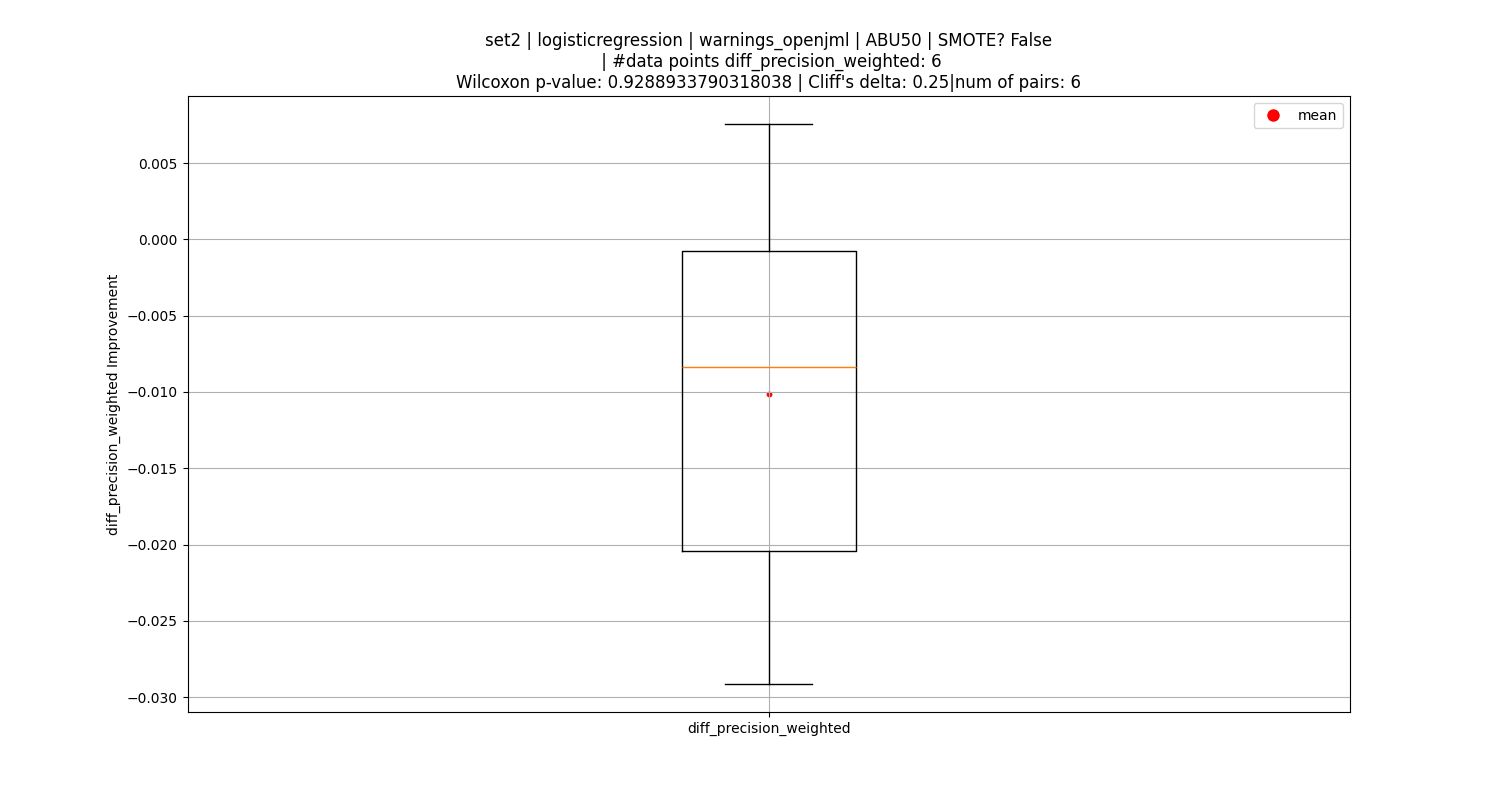 set2 | logisticregression | warnings_openjml | ABU50 | SMOTE? False
| #data points diff_precision_weighted: 6
Wilcoxon p-value: 0.9288933790318038 | Cliff's delta: 0.25|num of pairs: 6
mean
0.005
0.000
−0.005
−0.010
−0.015
−0.020
−0.025
−0.030
diff_precision_weighted Improvement
diff_precision_weighted